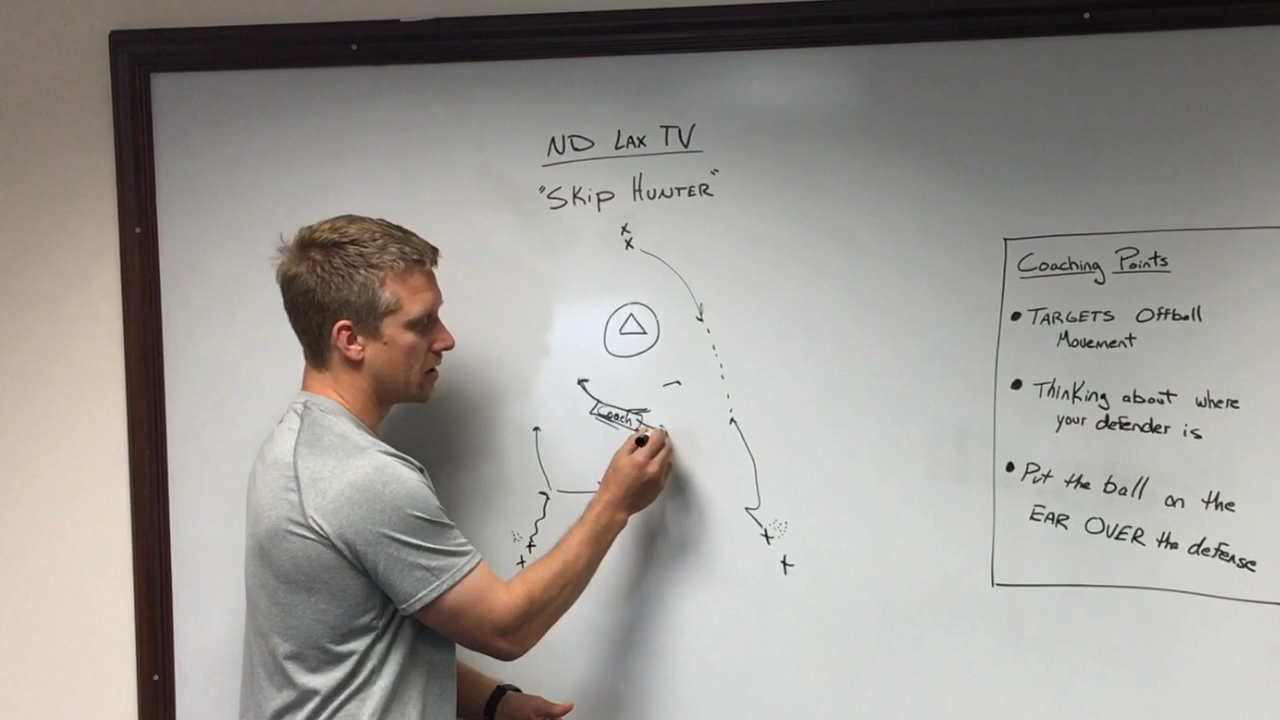 ND LAX TV
"SKip HUNTER"
Coach
Coaching Points
• TARGETS Offball
Movement
• Thinking about where
your defender is
• Put the ball on the
EAR OVER the defense